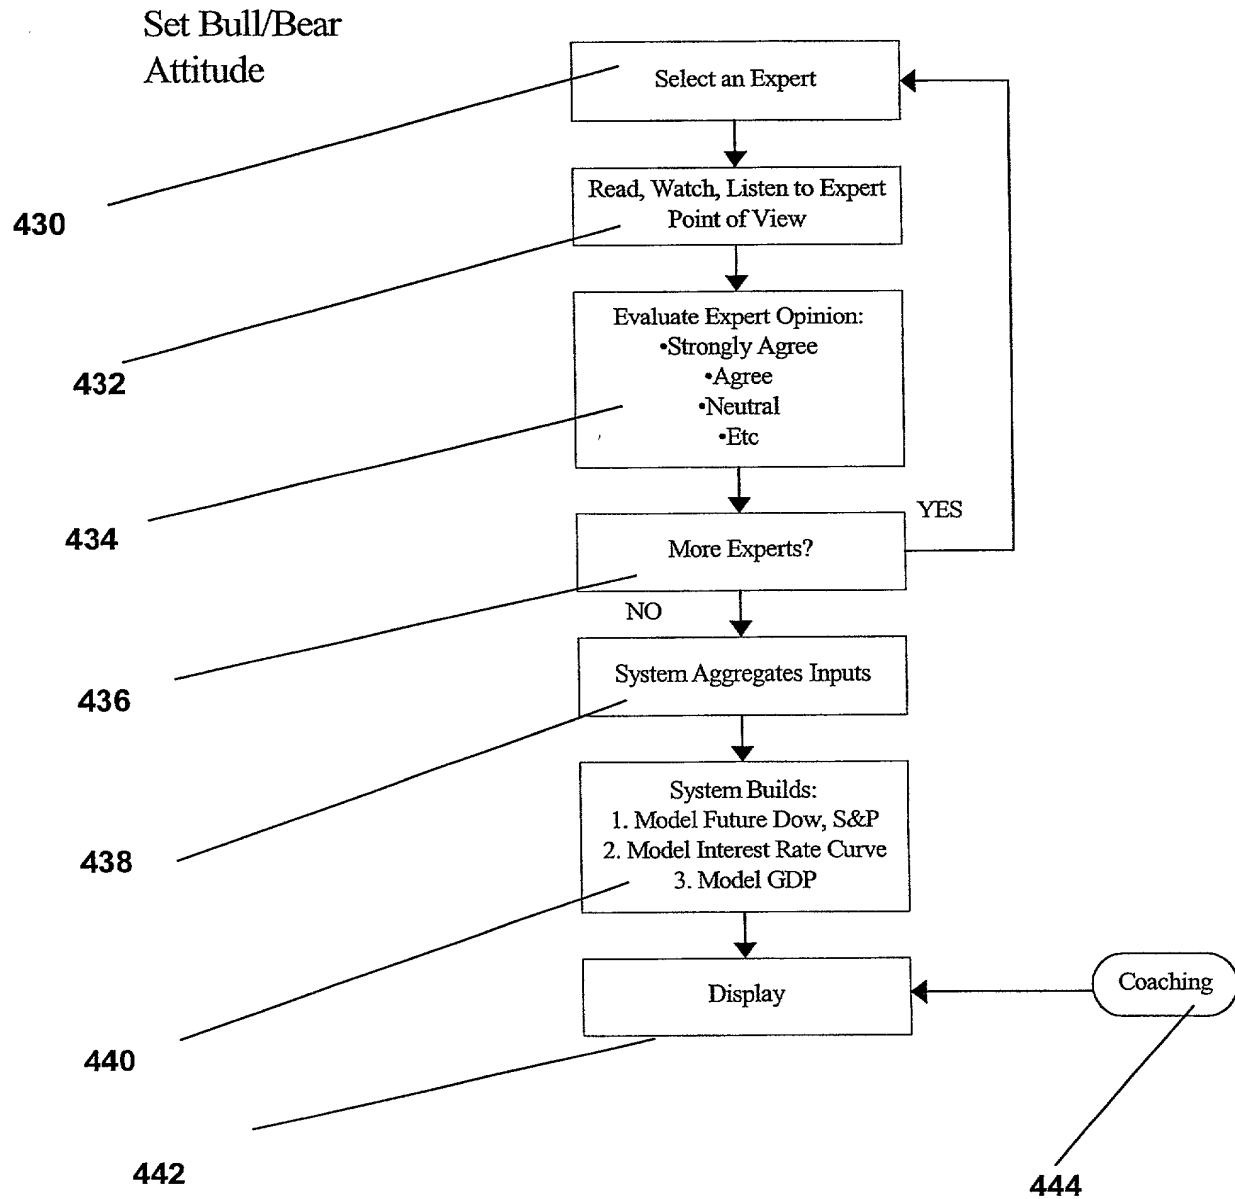 Set Bull/Bear
Attitude
Select an Expert
430
Read, Watch, Listen to Expert
Point of View
432
Evaluate Expert Opinion:
•Strongly Agree
•Agree
•Neutral
•Etc
434
YES
More Experts?
NO
436
System Aggregates Inputs
438
System Builds:
1. Model Future Dow, S&P
2. Model Interest Rate Curve
3. Model GDP
440
Display
Coaching
442
444